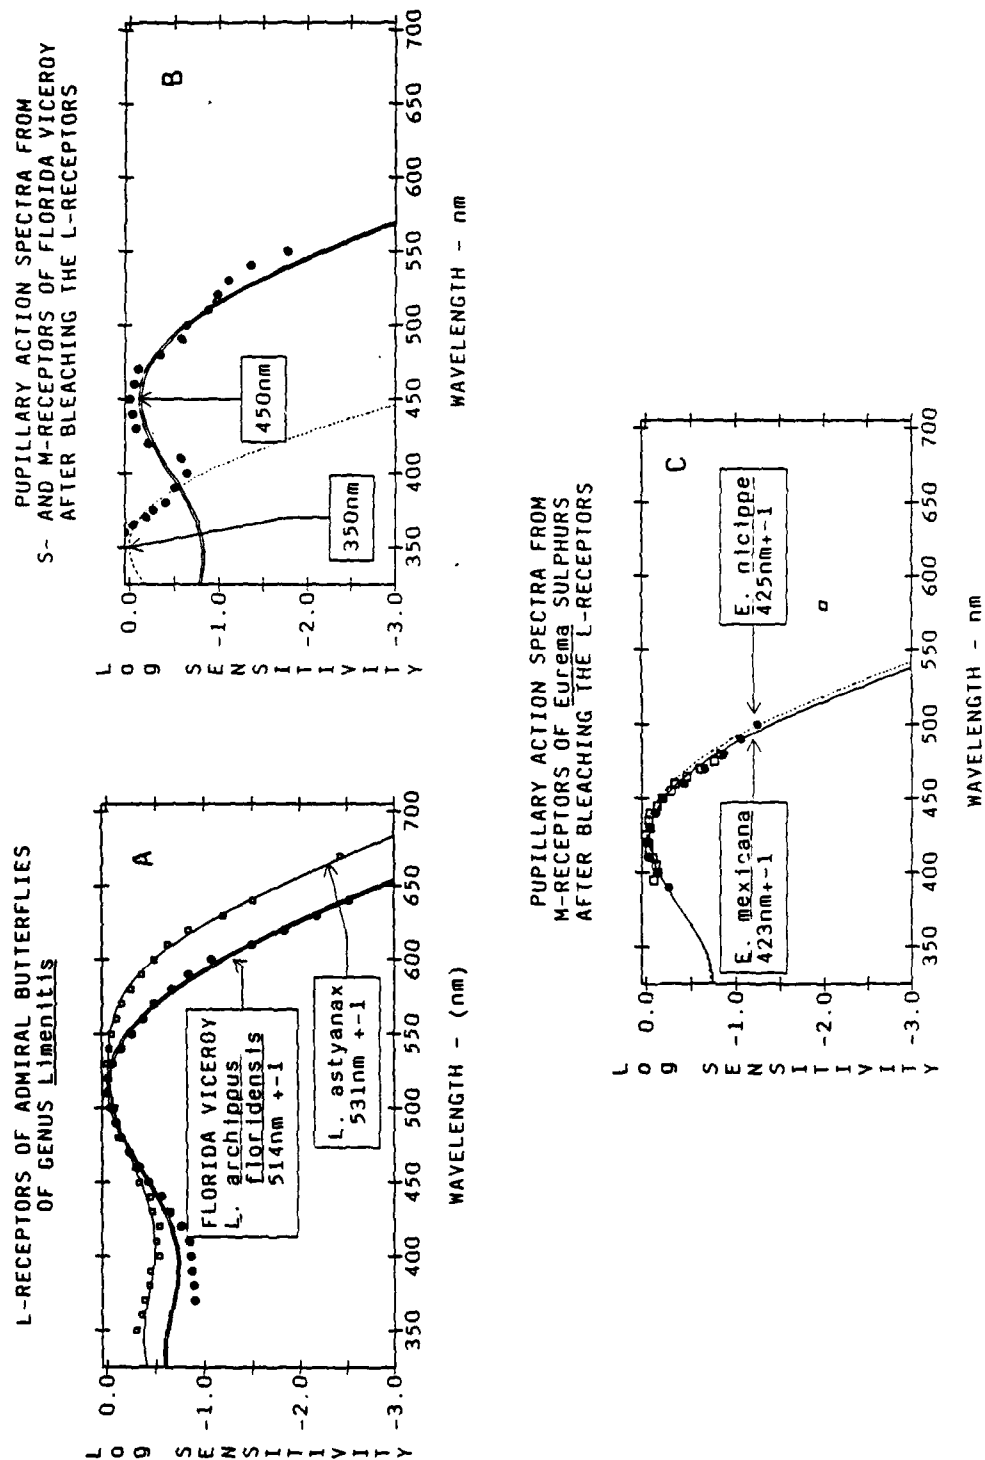 L-RECEPTORS OF ADMIRAL BUTTERFLIES
OF GENUS Limenitis
Log SENSITIVITY
0.0
-1.0
-2.0
-3.0
A
FLORIDA VICEROY
L. archippus
floridensis
514nm +-1
L. astyanax
531nm +-1
350 400 450 500 550 600 650 700
WAVELENGTH - (nm)
PUPILLARY ACTION SPECTRA FROM
S- AND M-RECEPTORS OF FLORIDA VICEROY
AFTER BLEACHING THE L-RECEPTORS
Log SENSITIVITY
0.
-1.0
-2.0
-3.0
B
450nm
350nm
350 400 450 500 550 600 650 700
WAVELENGTH - nm
PUPILLARY ACTION SPECTRA FROM
M-RECEPTORS OF Eurema SULPHURS
AFTER BLEACHING THE L-RECEPTORS
Log SENSITIVITY
0.0
-1.0
-2.0
-3.0
C
E. mexicana
423nm+-1
E. nicippe
425nm+-1
350 400 450 500 550 600 650 700
WAVELENGTH - nm